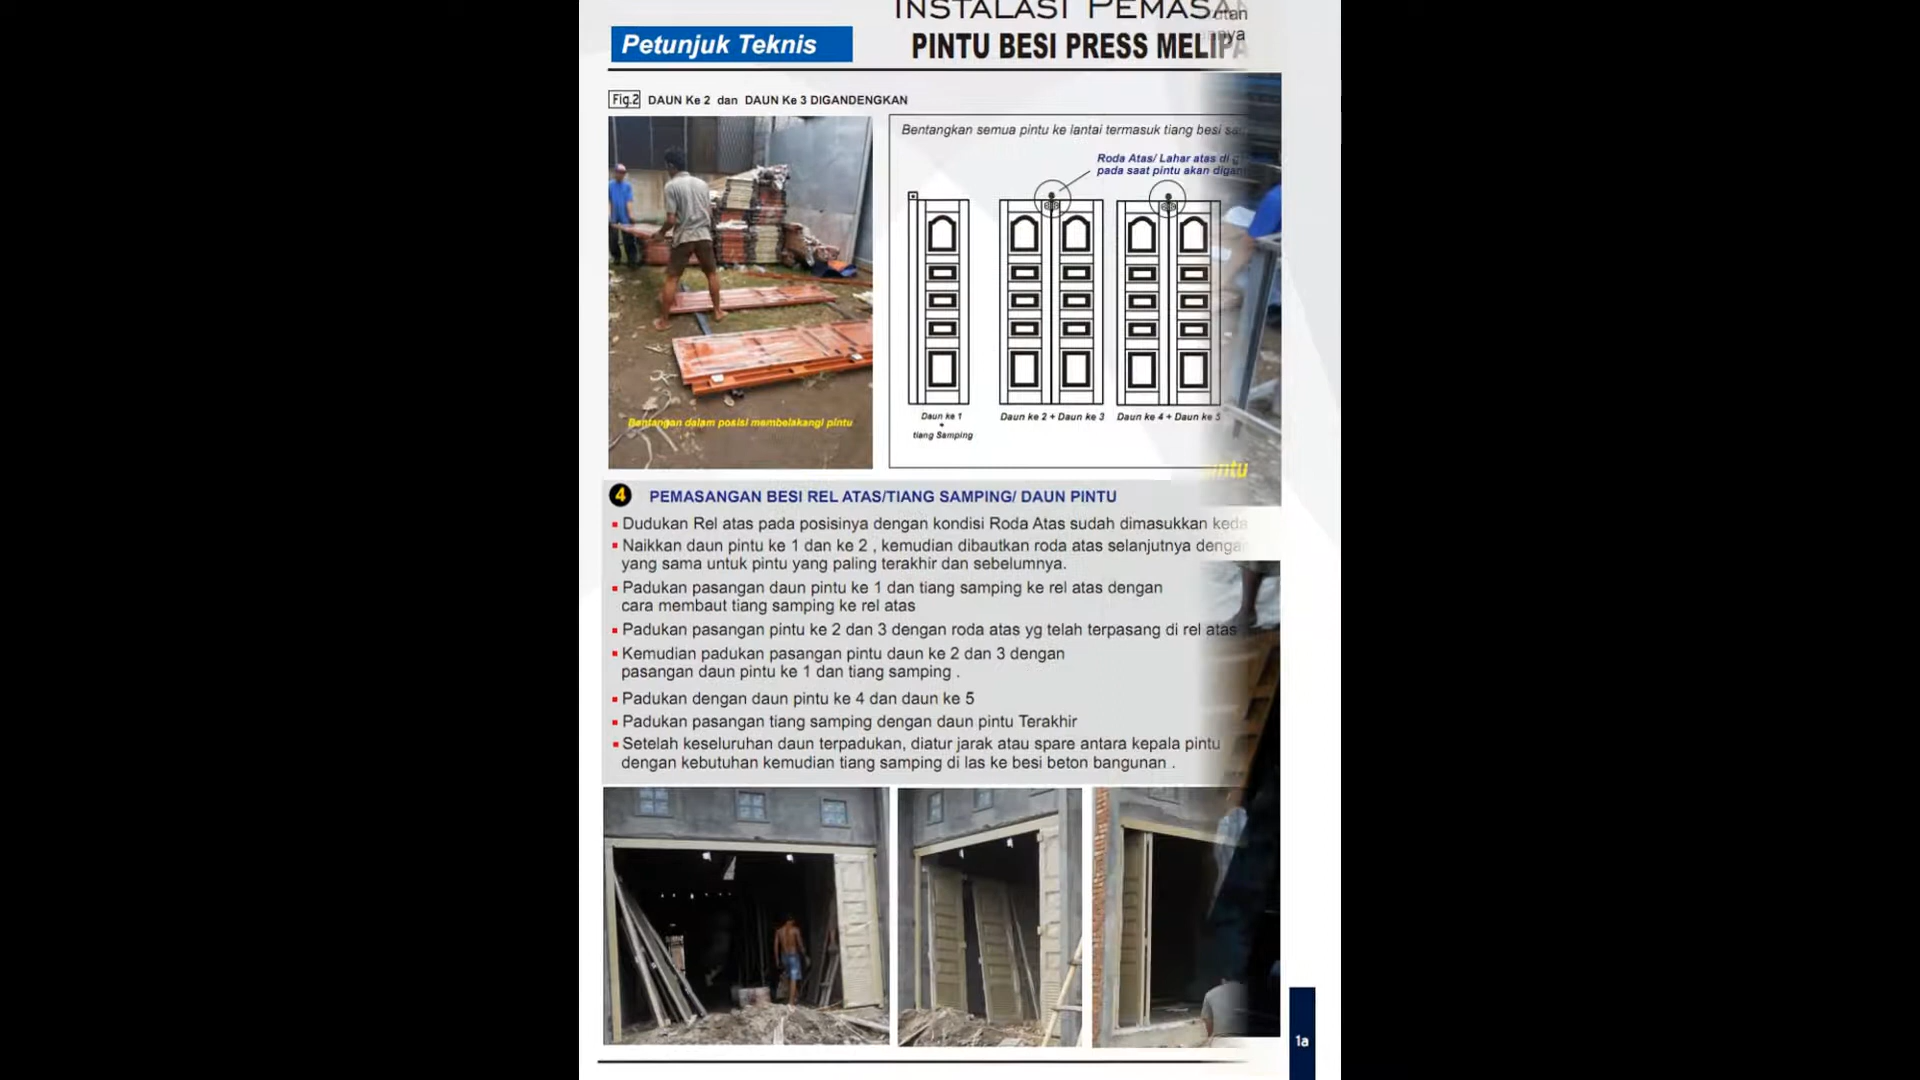 INSTALASI PEMASA
Petunjuk Teknis
PINTU BESI PRESS MELIPA
Fig.2 DAUN Ke 2 dan DAUN Ke 3 DIGANDENGKAN
Bentangkan semua pintu ke lantai termasuk tiang besi
Roda Atas/ Lahar atas di
pada saat pintu akan
Daun ke 1
+
tiang Samping
Daun ke 2 + Daun ke 3
Daun ke 4 + Daun ke 5
Bentangan dalam posisi membelakangi pintu
4 PEMASANGAN BESI REL ATAS/TIANG SAMPING/ DAUN PINTU
▪ Dudukan Rel atas pada posisinya dengan kondisi Roda Atas sudah dimasukkan keda
▪ Naikkan daun pintu ke 1 dan ke 2 , kemudian dibautkan roda atas selanjutnya denga
yang sama untuk pintu yang paling terakhir dan sebelumnya.
▪ Padukan pasangan daun pintu ke 1 dan tiang samping ke rel atas dengan
cara membaut tiang samping ke rel atas
▪ Padukan pasangan pintu ke 2 dan 3 dengan roda atas yg telah terpasang di rel atas
▪ Kemudian padukan pasangan pintu daun ke 2 dan 3 dengan
pasangan daun pintu ke 1 dan tiang samping .
▪ Padukan dengan daun pintu ke 4 dan daun ke 5
▪ Padukan pasangan tiang samping dengan daun pintu Terakhir
▪ Setelah keseluruhan daun terpadukan, diatur jarak atau spare antara kepala pintu
dengan kebutuhan kemudian tiang samping di las ke besi beton bangunan .
1a